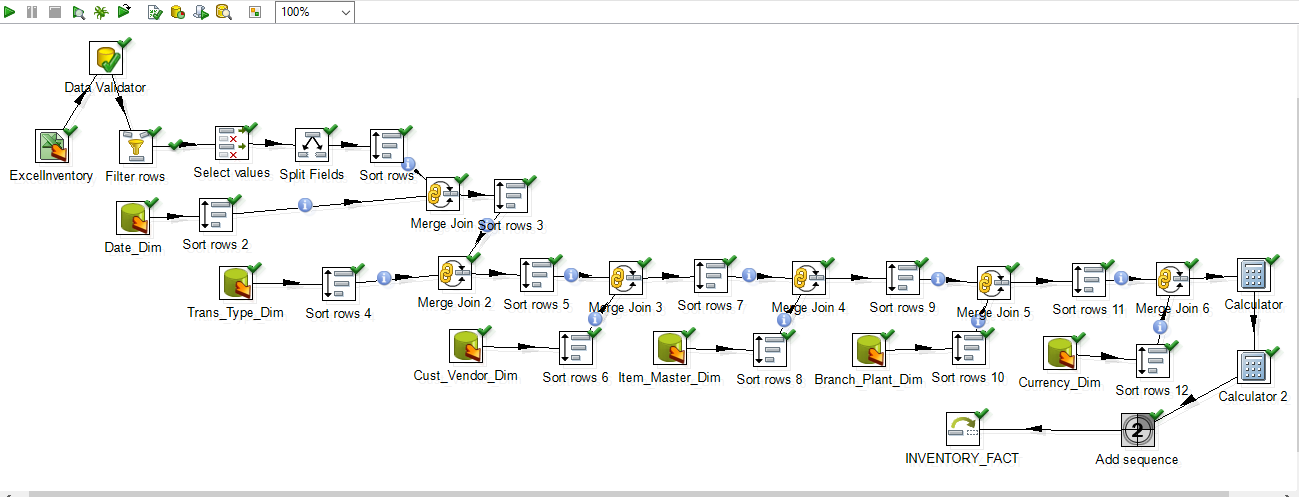 100%
Data Validator
ExcelInventory
Filter rows
Select values
Split Fields
Sort rows
Merge Join
Sort rows 3
Date_Dim
Sort rows 2
Trans_Type_Dim
Sort rows 4
Merge Join 2
Sort rows 5
Merge Join 3
Sort rows 7
Merge Join 4
Sort rows 9
Merge Join 5
Sort rows 11
Merge Join 6
Calculator
Cust_Vendor_Dim
Sort rows 6
Item_Master_Dim
Sort rows 8
Branch_Plant_Dim
Sort rows 10
Currency_Dim
Sort rows 12
Calculator 2
INVENTORY_FACT
2
Add sequence